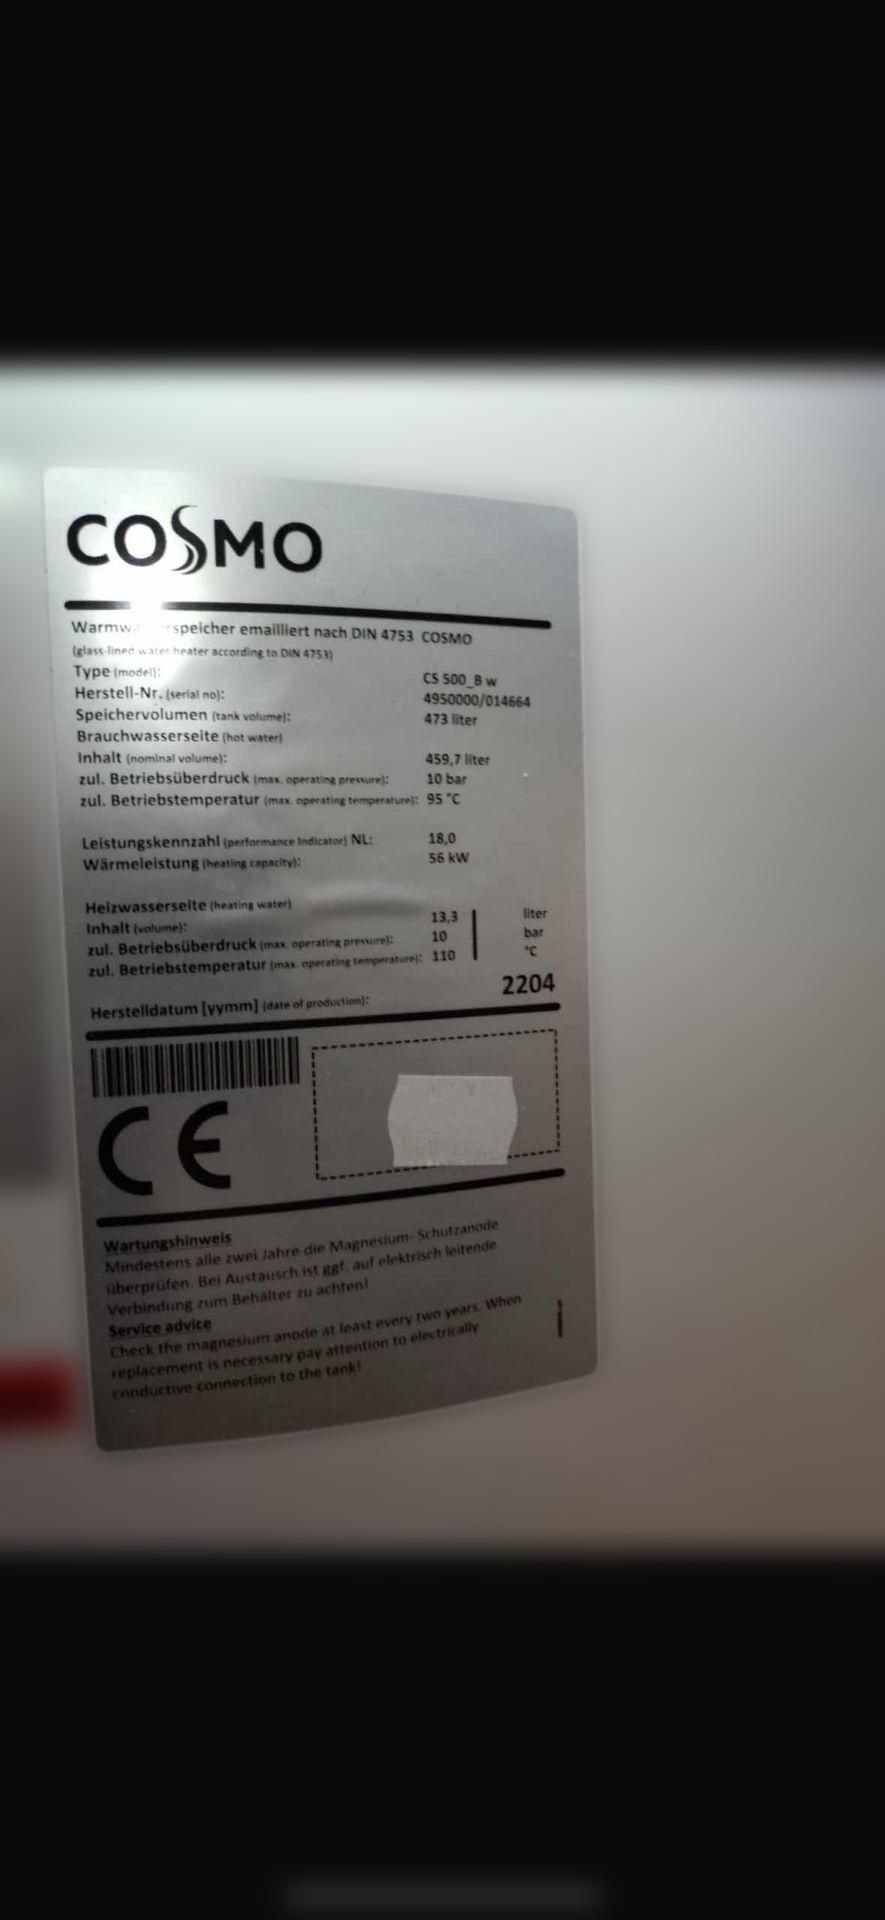 COSMO
speicher emailliert nach DIN 4753 COSMO
(glass-lined water heater according to DIN 4753)
Type (model): CS 500_B w
Herstell-Nr. (serial no): 4950000/014664
Speichervolumen (tank volume): 473 liter
Brauchwasserseite (hot water)
Inhalt (nominal volume): 459,7 liter
zul. Betriebsüberdruck (max. operating pressure): 10 bar
zul. Betriebstemperatur (max. operating temperature): 95 °C
Leistungskennzahl (performance Indicator) NL: 18,0
Wärmeleistung (heating capacity): 56 kW
Heizwasserseite (heating water)
Inhalt (volume): 13,3 liter
zul. Betriebsüberdruck (max. operating pressure): 10 bar
zul. Betriebstemperatur (max. operating temperature): 110 °C
Herstelldatum [yymm] (date of production): 2204
CE
Wartungshinweis
Mindestens alle zwei Jahre die Magnesium- Schutzanode
überprüfen. Bei Austausch ist ggf. auf elektrisch leitende
Verbindung zum Behälter zu achten!
Service advice
Check the magnesium anode at least every two years. When
replacement is necessary pay attention to electrically
conductive connection to the tank!